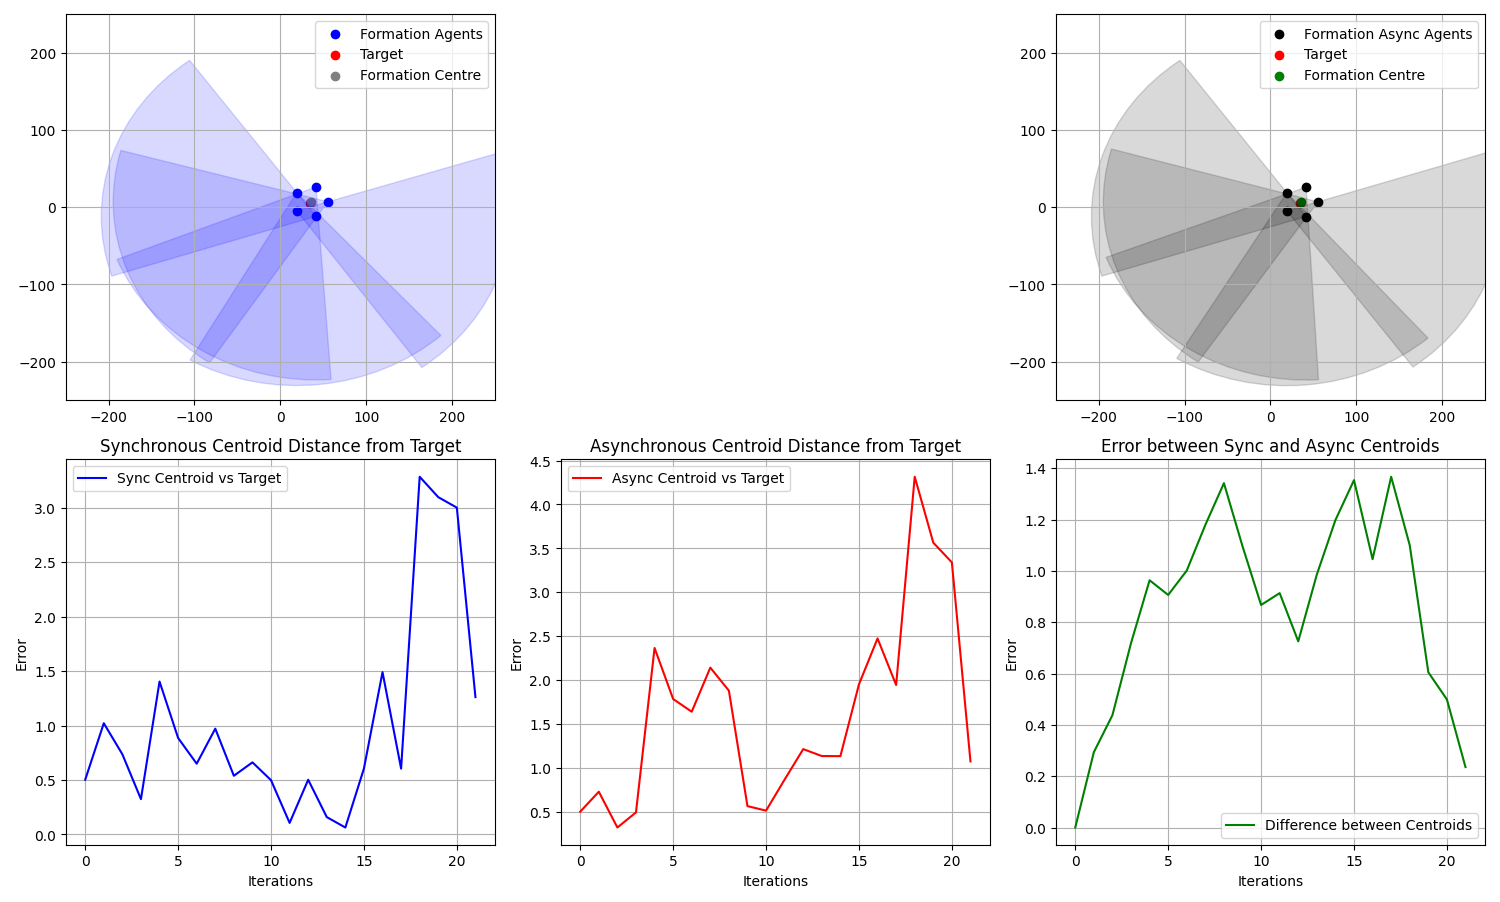 Formation Agents
Target
Formation Centre
200
100
0
−100
−200
−200 −100 0 100 200
Formation Async Agents
Target
Formation Centre
200
100
0
−100
−200
−200 −100 0 100 200
Synchronous Centroid Distance from Target
Sync Centroid vs Target
3.0
2.5
2.0
1.5
1.0
0.5
0.0
Error
0 5 10 15 20
Iterations
Asynchronous Centroid Distance from Target
Async Centroid vs Target
4.5
4.0
3.5
3.0
2.5
2.0
1.5
1.0
0.5
Error
0 5 10 15 20
Iterations
Error between Sync and Async Centroids
1.4
1.2
1.0
0.8
0.6
0.4
0.2
0.0
Error
Difference between Centroids
0 5 10 15 20
Iterations